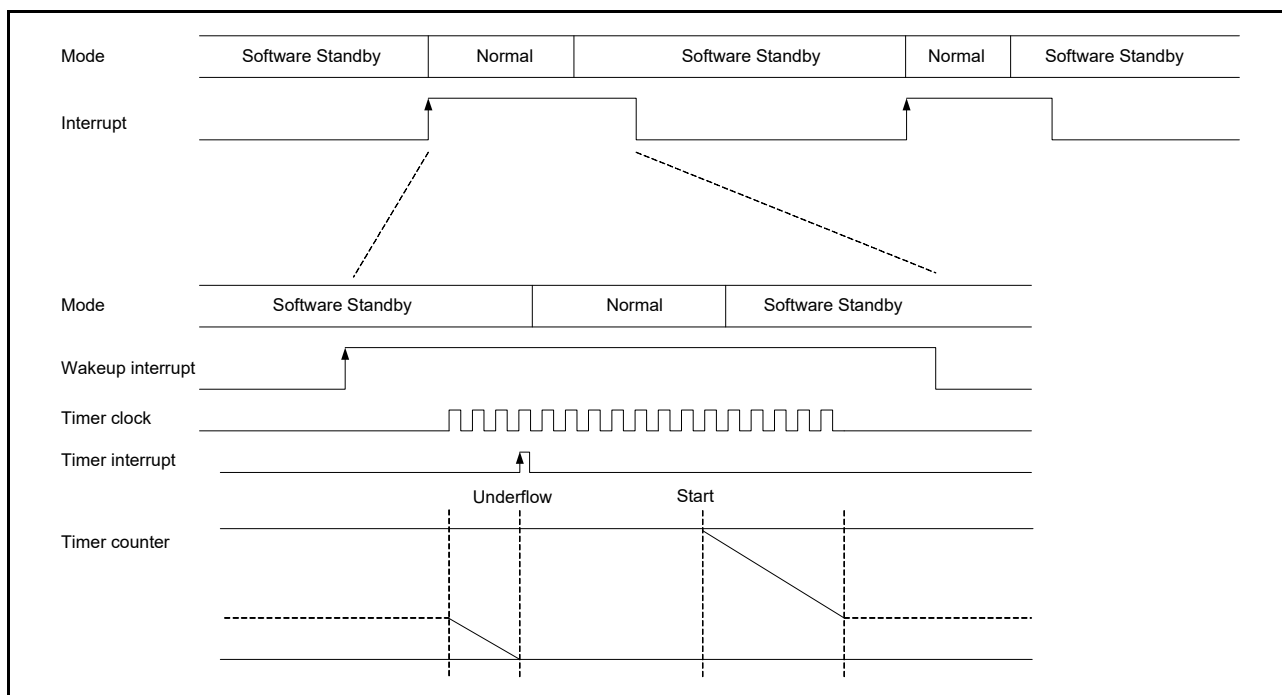 Mode Software Standby Normal Software Standby Normal Software Standby
Interrupt
Mode Software Standby Normal Software Standby
Wakeup interrupt
Timer clock
Timer interrupt
Underflow Start
Timer counter